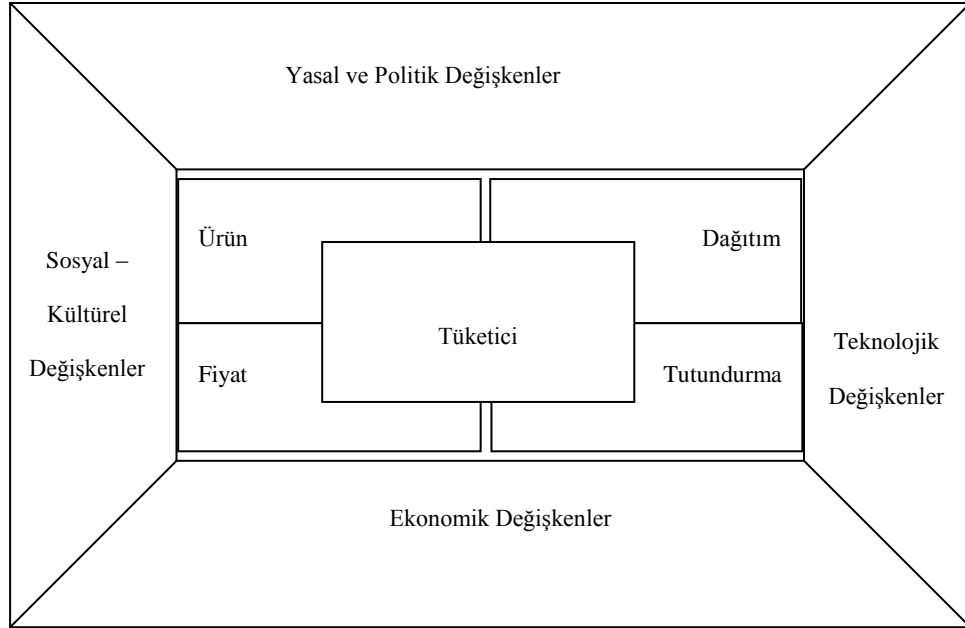 Yasal ve Politik Değişkenler
Ürün
Dağıtım
Sosyal –
Kültürel
Değişkenler
Tüketici
Fiyat
Tutundurma
Teknolojik
Değişkenler
Ekonomik Değişkenler